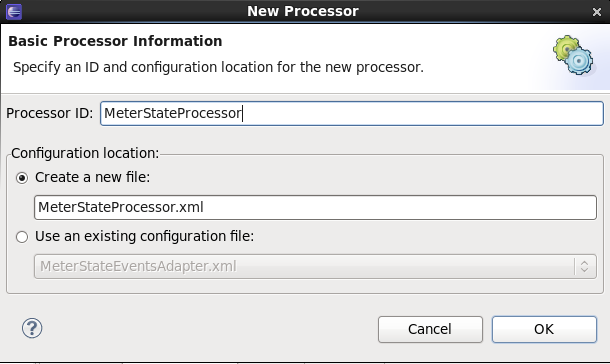 New Processor
Basic Processor Information
Specify an ID and configuration location for the new processor.
Processor ID: MeterStateProcessor
Configuration location:
Create a new file:
MeterStateProcessor.xml
Use an existing configuration file:
MeterStateEventsAdapter.xml
? Cancel OK